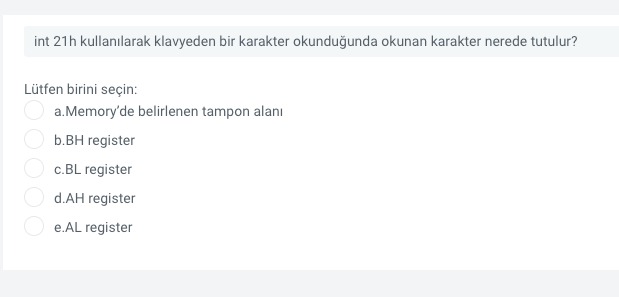 int 21h kullanılarak klavyeden bir karakter okunduğunda okunan karakter nerede tutulur?
Lütfen birini seçin:
a.Memory’de belirlenen tampon alanı
b.BH register
c.BL register
d.AH register
e.AL register